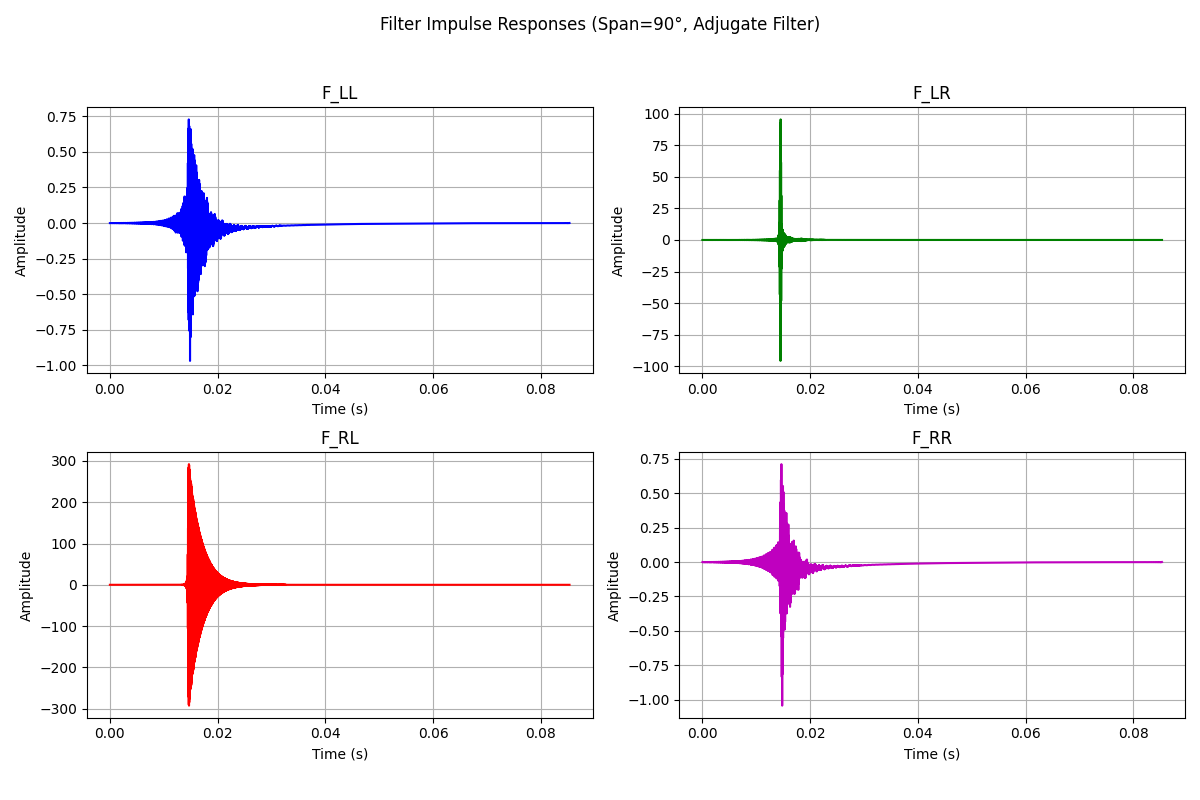 Filter Impulse Responses (Span=90°, Adjugate Filter)
F_LL
0.75
0.50
0.25
0.00
−0.25
−0.50
−0.75
−1.00
Amplitude
0.00 0.02 0.04 0.06 0.08
Time (s)
F_LR
100
75
50
25
0
−25
−50
−75
−100
Amplitude
0.00 0.02 0.04 0.06 0.08
Time (s)
F_RL
300
200
100
0
−100
−200
−300
Amplitude
0.00 0.02 0.04 0.06 0.08
Time (s)
F_RR
0.75
0.50
0.25
0.00
−0.25
−0.50
−0.75
−1.00
Amplitude
0.00 0.02 0.04 0.06 0.08
Time (s)